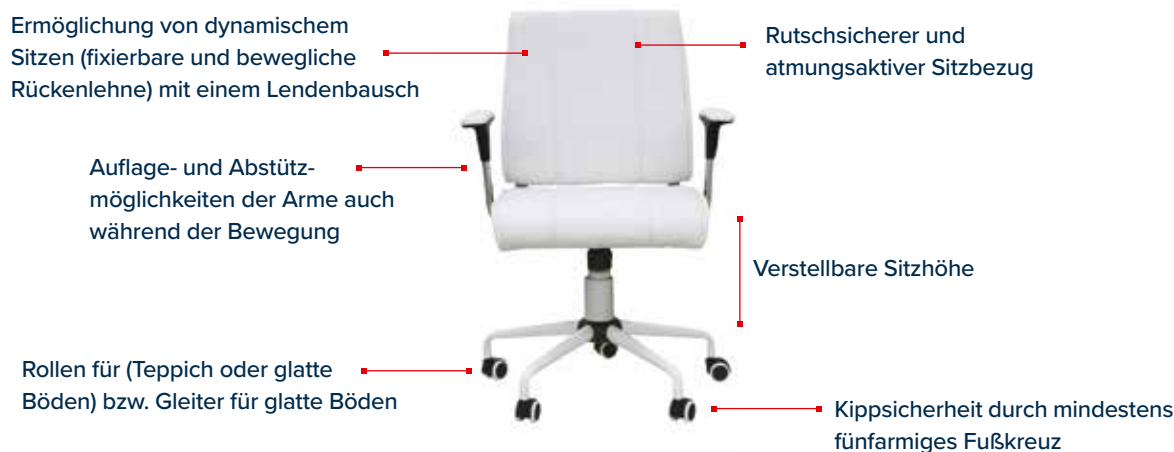 Ermöglichung von dynamischem
Sitzen (fixierbare und bewegliche
Rückenlehne) mit einem Lendenbausch
Rutschsicherer und
atmungsaktiver Sitzbezug
Auflage- und Abstütz-
möglichkeiten der Arme auch
während der Bewegung
Verstellbare Sitzhöhe
Rollen für (Teppich oder glatte
Böden) bzw. Gleiter für glatte Böden
Kippsicherheit durch mindestens
fünfarmiges Fußkreuz